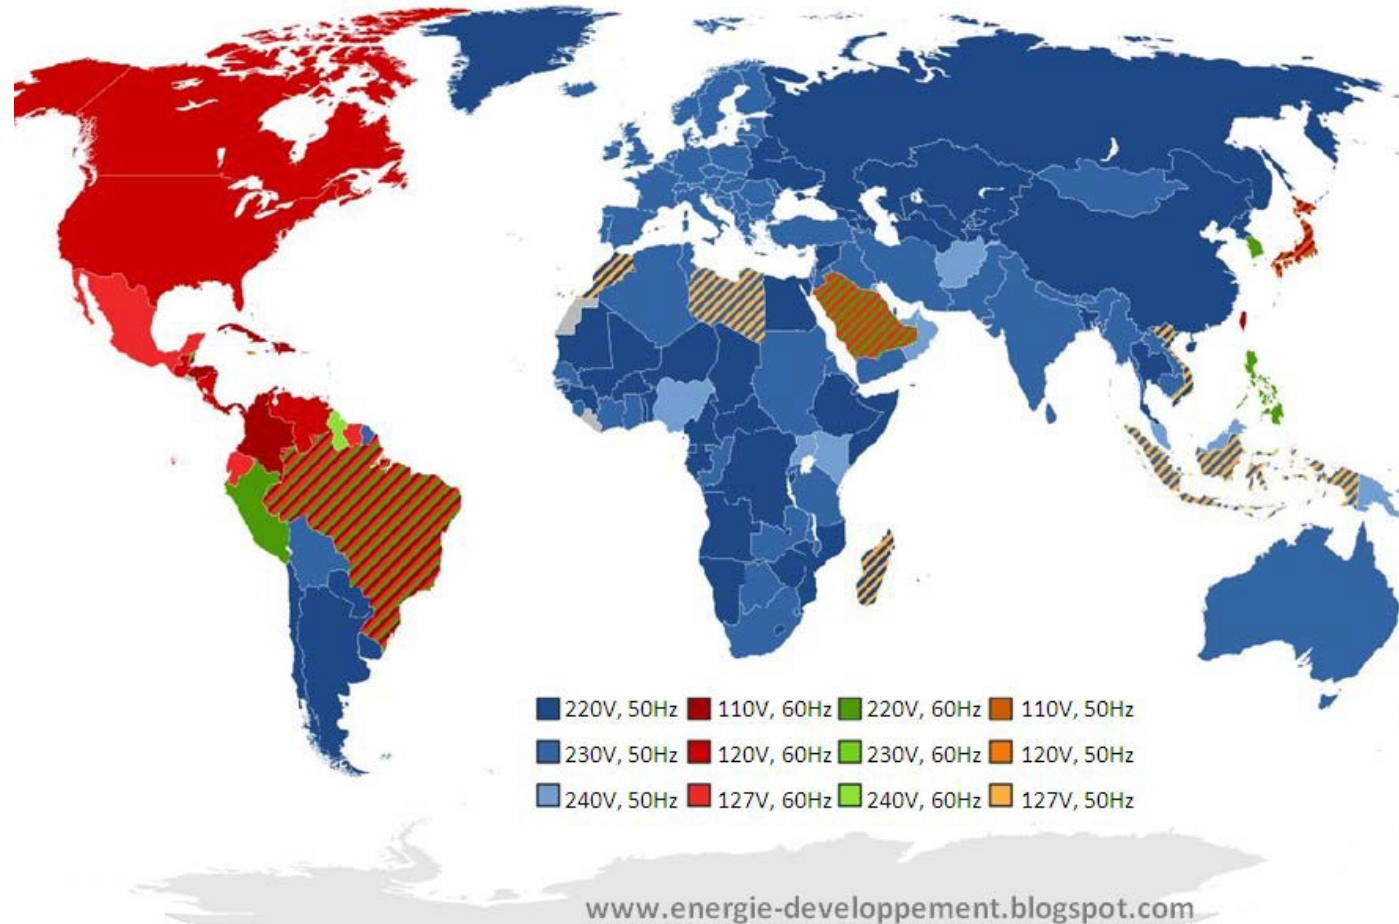 220V, 50Hz 110V, 60Hz 220V, 60Hz 110V, 50Hz
230V, 50Hz 120V, 60Hz 230V, 60Hz 120V, 50Hz
240V, 50Hz 127V, 60Hz 240V, 60Hz 127V, 50Hz
www.energie-developpement.blogspot.com